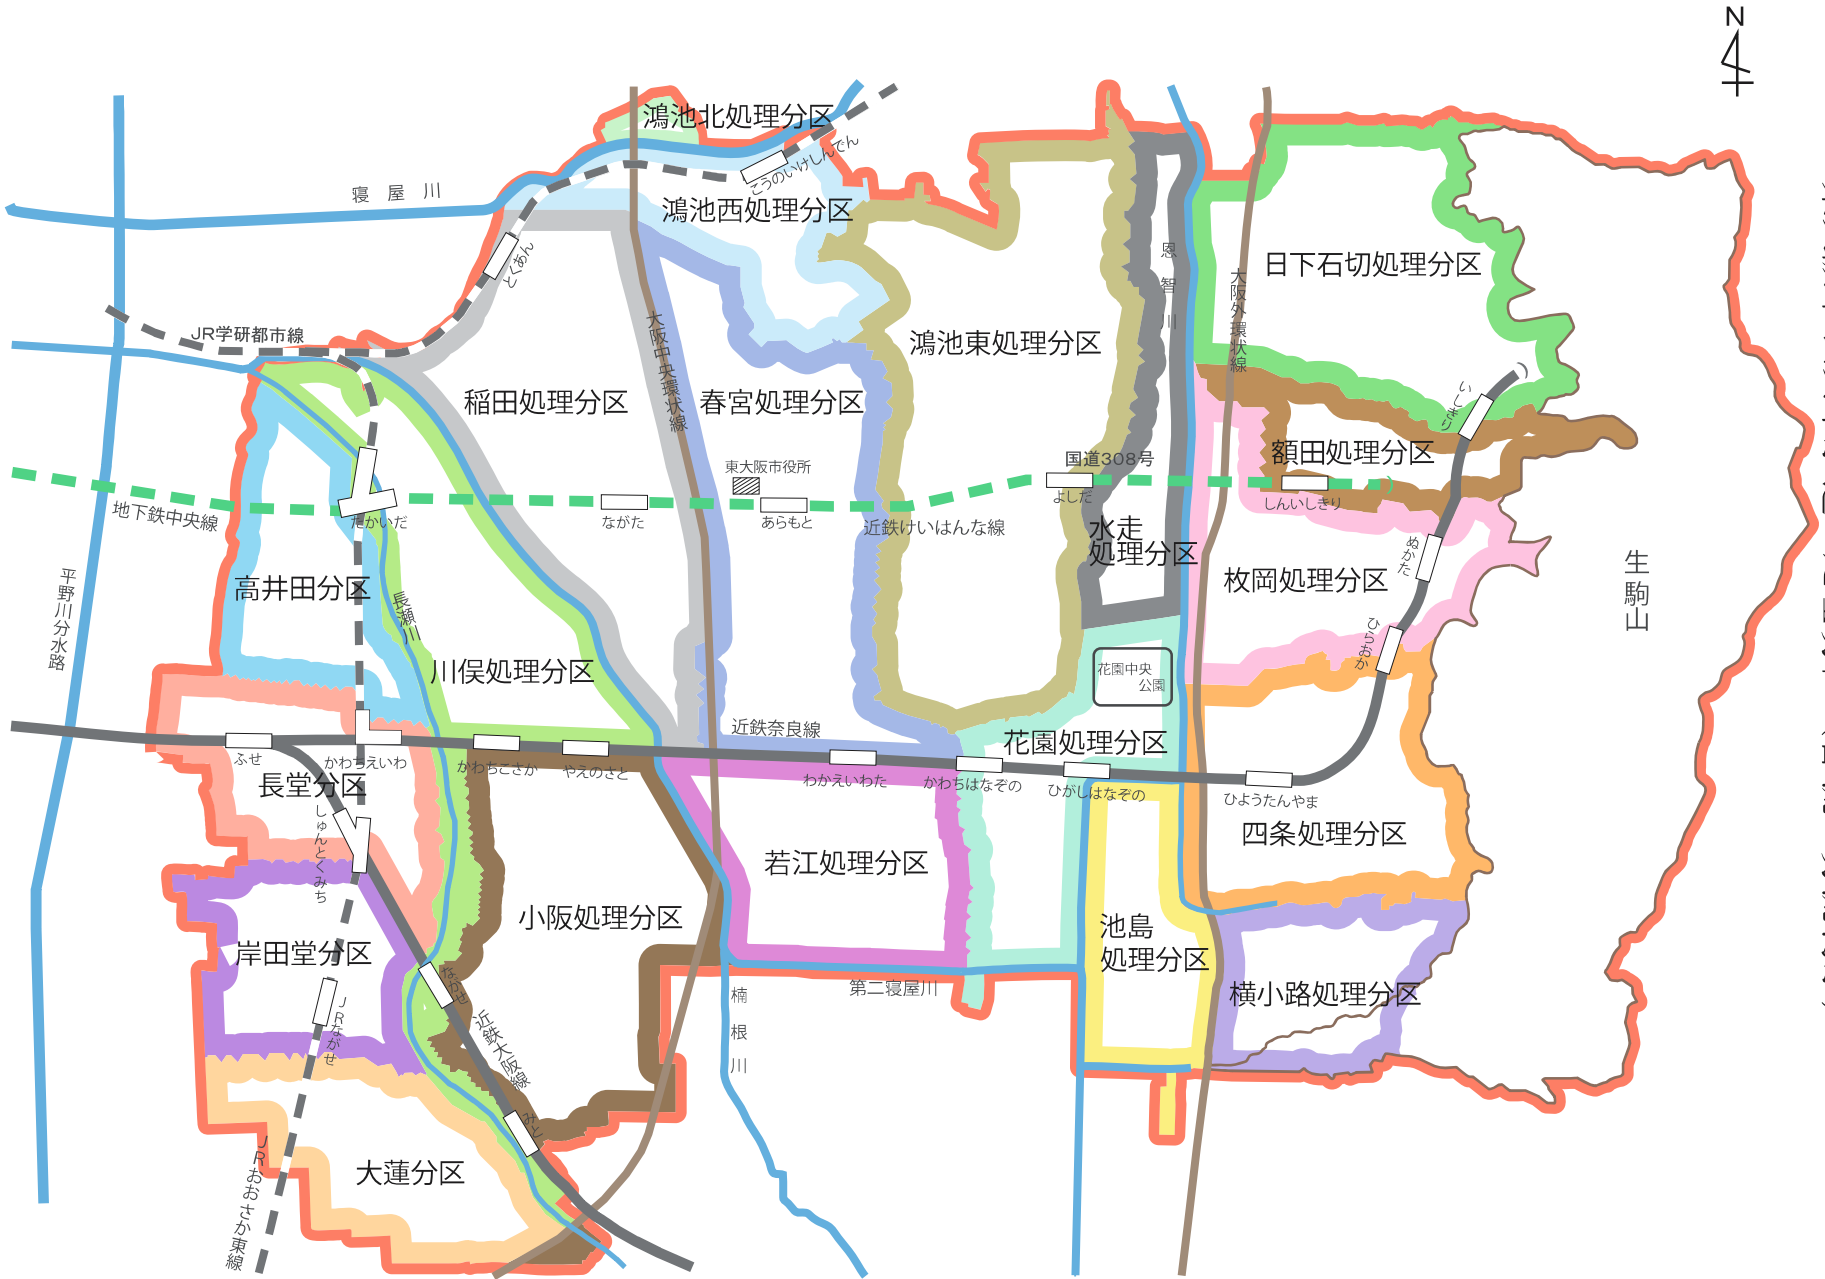 N
鴻池北処理分区
こうのいけしんでん
寝屋川
鴻池西処理分区
とくあん
恩智川
日下石切処理分区
大阪外環状線
JR学研都市線
大阪中央環状線
鴻池東処理分区
稲田処理分区
春宮処理分区
いしきり
額田処理分区
国道308号
東大阪市役所
よしだ
しんいしきり
地下鉄中央線
たかいだ
ながた
あらもと
近鉄けいはんな線
水走
処理分区
ぬかた
生駒山
枚岡処理分区
高井田分区
長瀬川
平野川分水路
ひらおか
川俣処理分区
花園中央
公園
近鉄奈良線
花園処理分区
ふせ
かわちえいわ
かわちこさか
やえのさと
わかえいわた
かわちはなぞの
ひがしはなぞの
ひようたんやま
長堂分区
しゅんとくみち
四条処理分区
若江処理分区
小阪処理分区
池島
処理分区
岸田堂分区
ながせ
第二寝屋川
横小路処理分区
楠根川
JRながせ
近鉄大阪線
みと
大蓮分区
JRおおさか東線